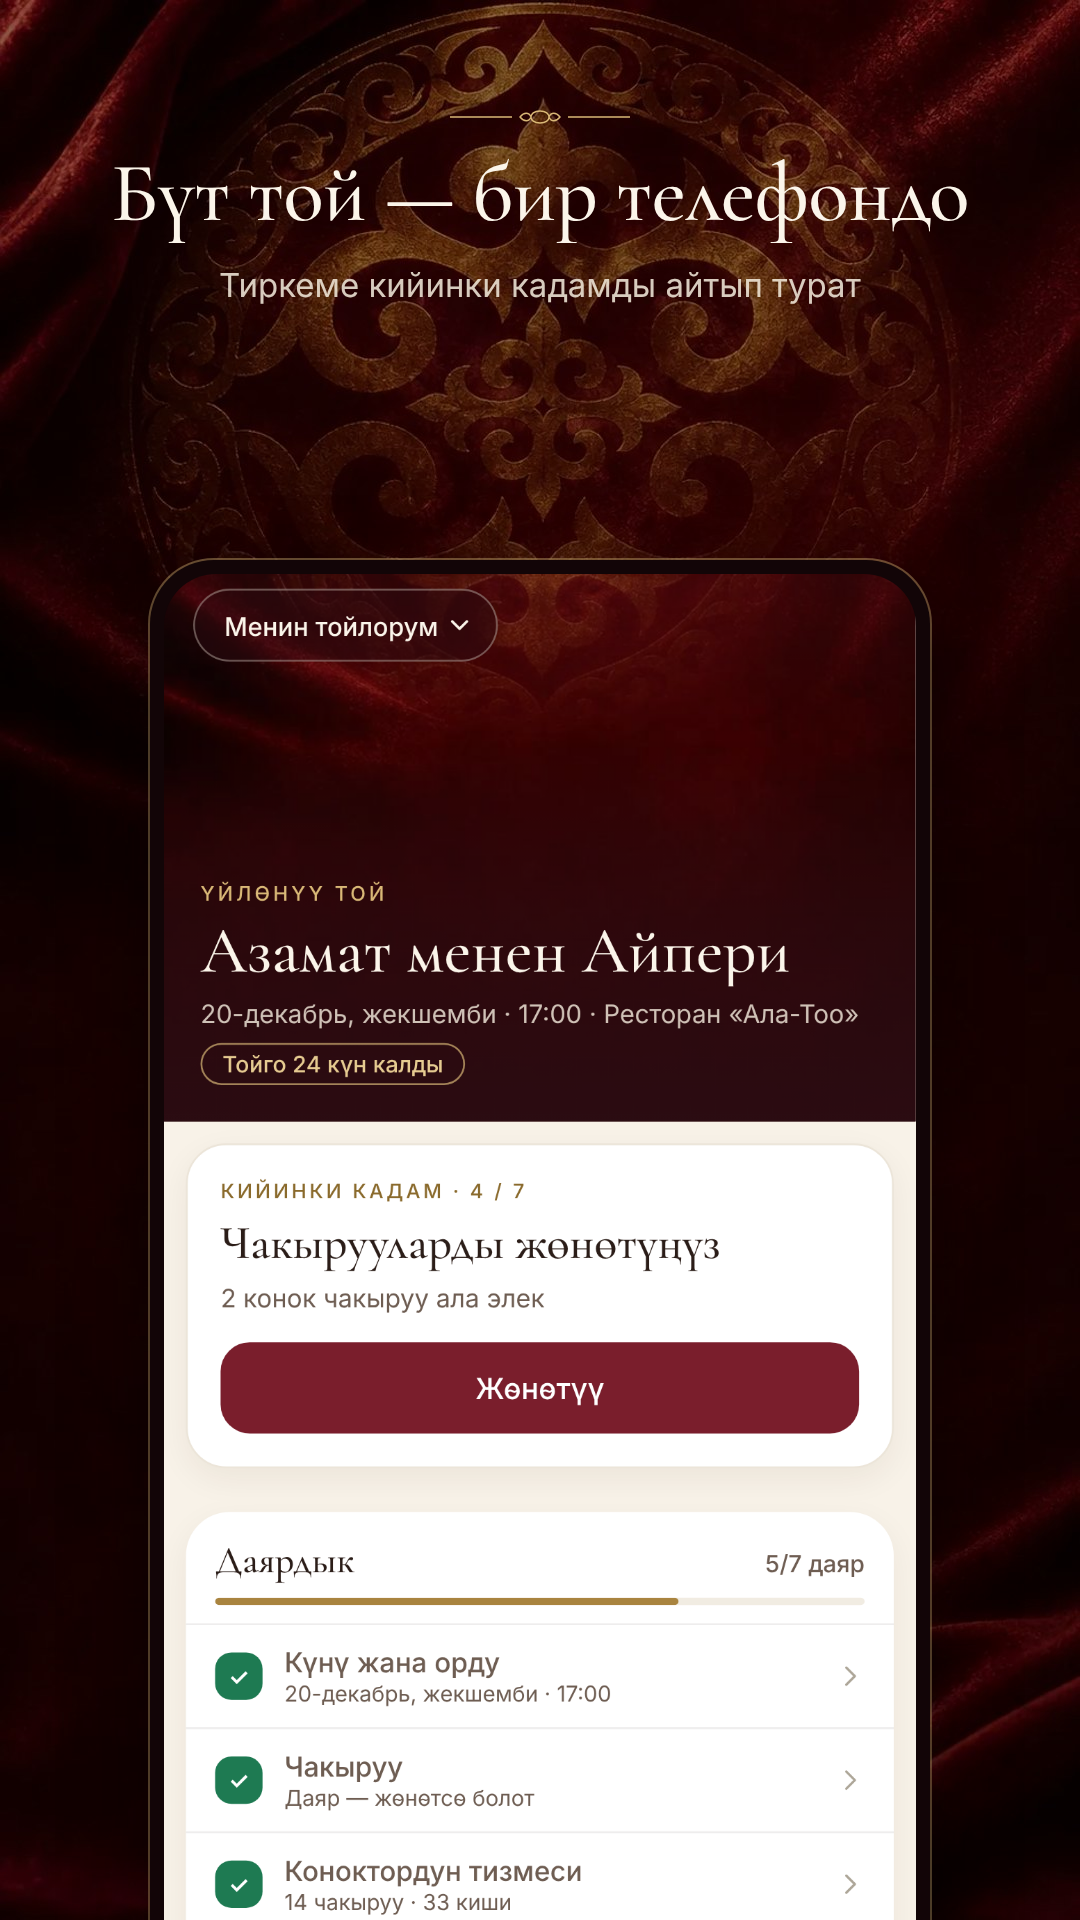 Бүт той — бир телефондо
Тиркеме кийинки кадамды айтып турат
Менин тойлорум
ҮЙЛӨНҮҮ ТОЙ
Азамат менен Айпери
20-декабрь, жекшемби · 17:00 · Ресторан «Ала-Тоо»
Тойго 24 күн калды
КИЙИНКИ КАДАМ · 4 / 7
Чакырууларды жөнөтүңүз
2 конок чакыруу ала элек
Жөнөтүү
Даярдык
5/7 даяр
Күнү жана орду
20-декабрь, жекшемби · 17:00
Чакыруу
Даяр — жөнөтсө болот
Коноктордун тизмеси
14 чакыруу · 33 киши